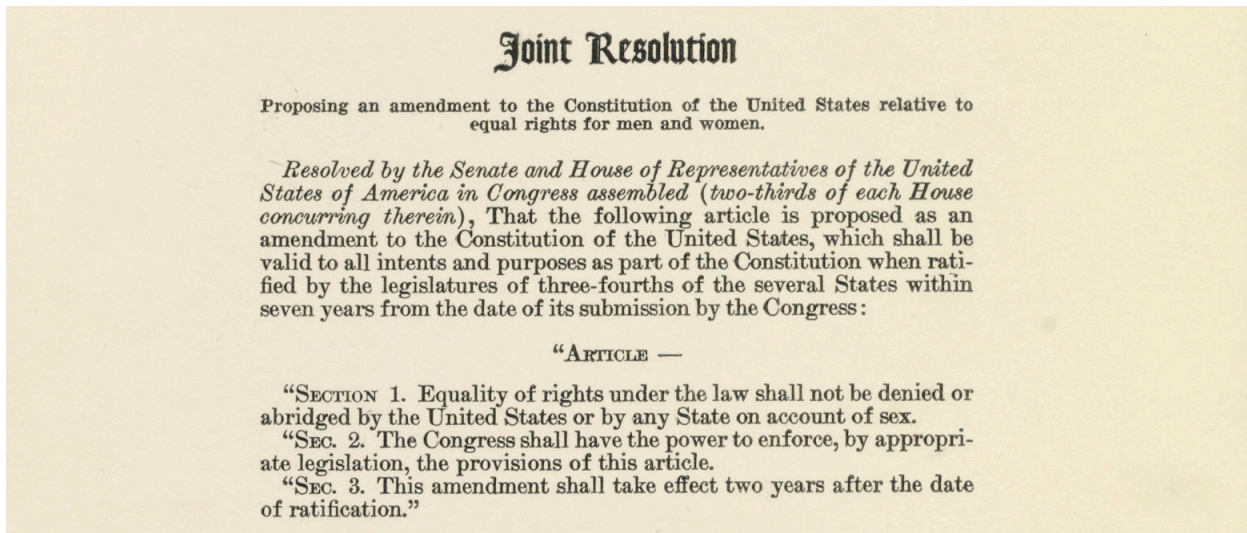 Joint Resolution
Proposing an amendment to the Constitution of the United States relative to
equal rights for men and women.
Resolved by the Senate and House of Representatives of the United
States of America in Congress assembled (two-thirds of each House
concurring therein), That the following article is proposed as an
amendment to the Constitution of the United States, which shall be
valid to all intents and purposes as part of the Constitution when rati-
fied by the legislatures of three-fourths of the several States within
seven years from the date of its submission by the Congress:
“ARTICLE —
“SECTION 1. Equality of rights under the law shall not be denied or
abridged by the United States or by any State on account of sex.
“SEC. 2. The Congress shall have the power to enforce, by appropri-
ate legislation, the provisions of this article.
“SEC. 3. This amendment shall take effect two years after the date
of ratification.”